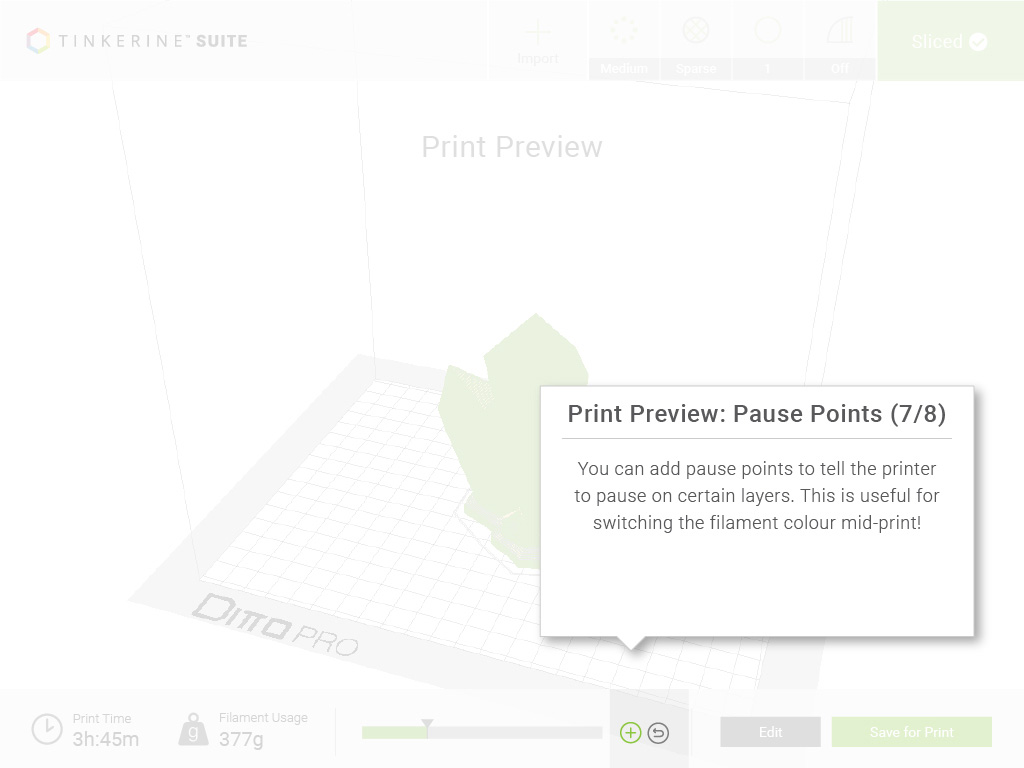 TINKERINE™ SUITE
Import
Medium
Sparse
1
Off
Sliced
Print Preview
Print Preview: Pause Points (7/8)
You can add pause points to tell the printer
to pause on certain layers. This is useful for
switching the filament colour mid-print!
DITTO PRO
Print Time
3h:45m
g
Filament Usage
377g
Edit
Save for Print